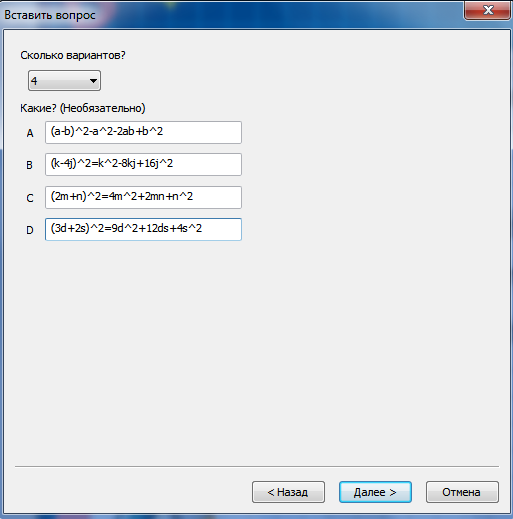 Вставить вопрос
Сколько вариантов?
4
Какие? (Необязательно)
A (a-b)^2-a^2-2ab+b^2
B (k-4j)^2=k^2-8kj+16j^2
C (2m+n)^2=4m^2+2mn+n^2
D (3d+2s)^2=9d^2+12ds+4s^2
< Назад Далее > Отмена